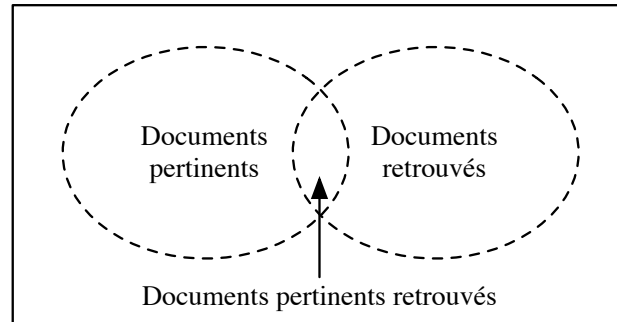 Documents
pertinents
Documents
retrouvés
Documents pertinents retrouvés